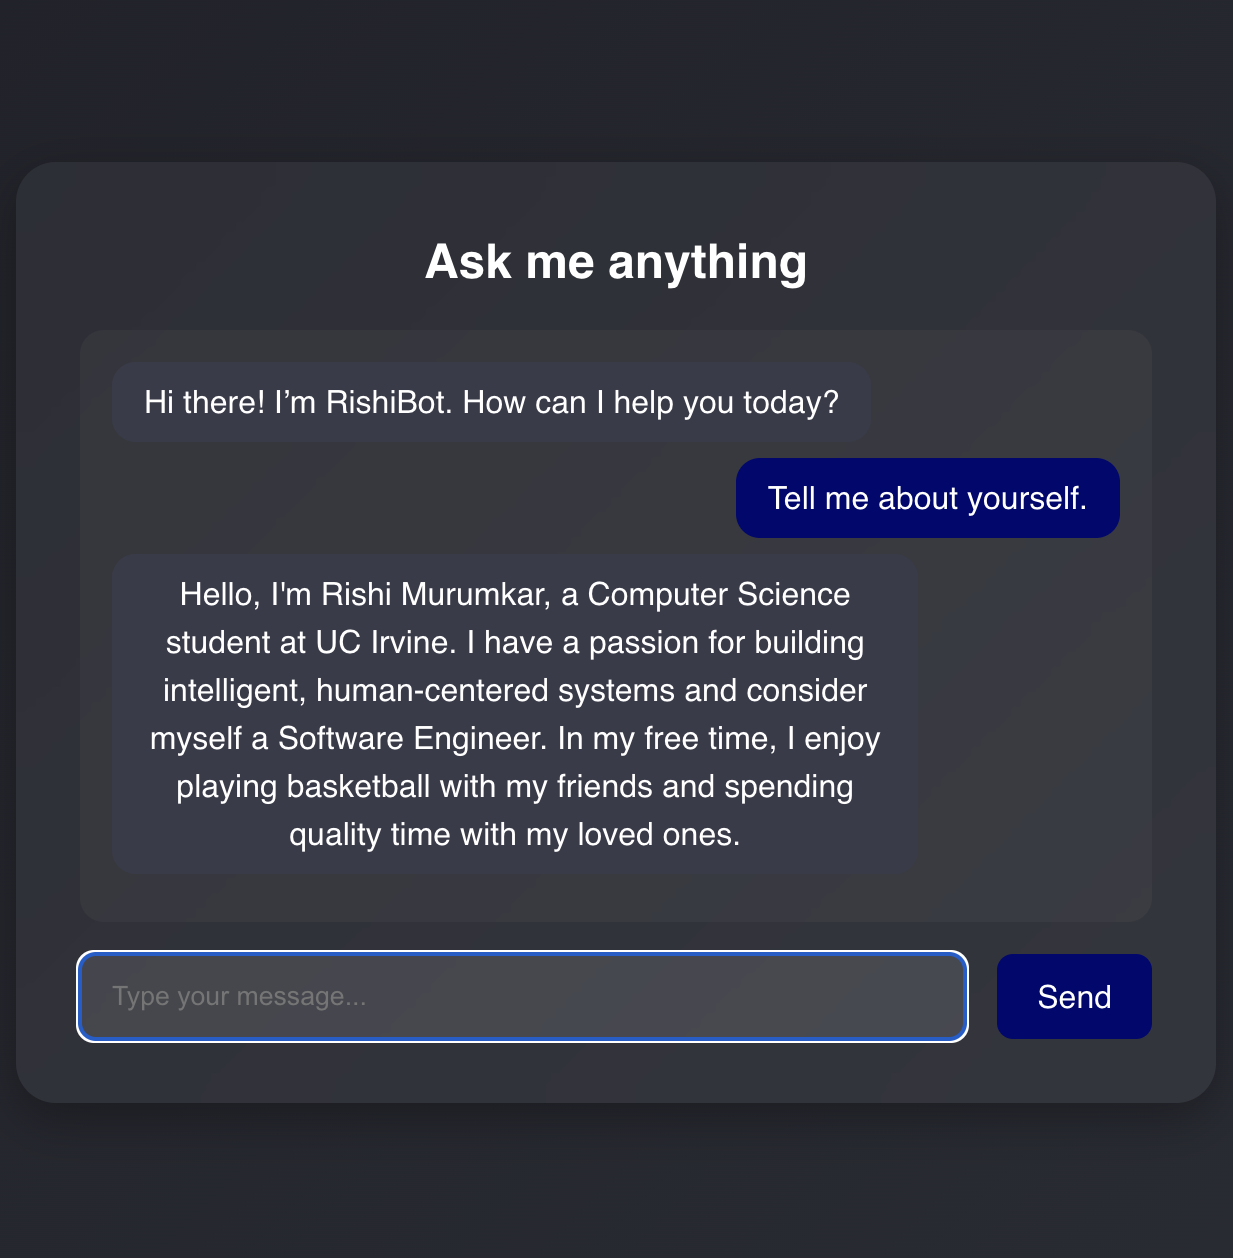 Ask me anything
Hi there! I’m RishiBot. How can I help you today?
Tell me about yourself.
Hello, I'm Rishi Murumkar, a Computer Science
student at UC Irvine. I have a passion for building
intelligent, human-centered systems and consider
myself a Software Engineer. In my free time, I enjoy
playing basketball with my friends and spending
quality time with my loved ones.
Type your message...
Send